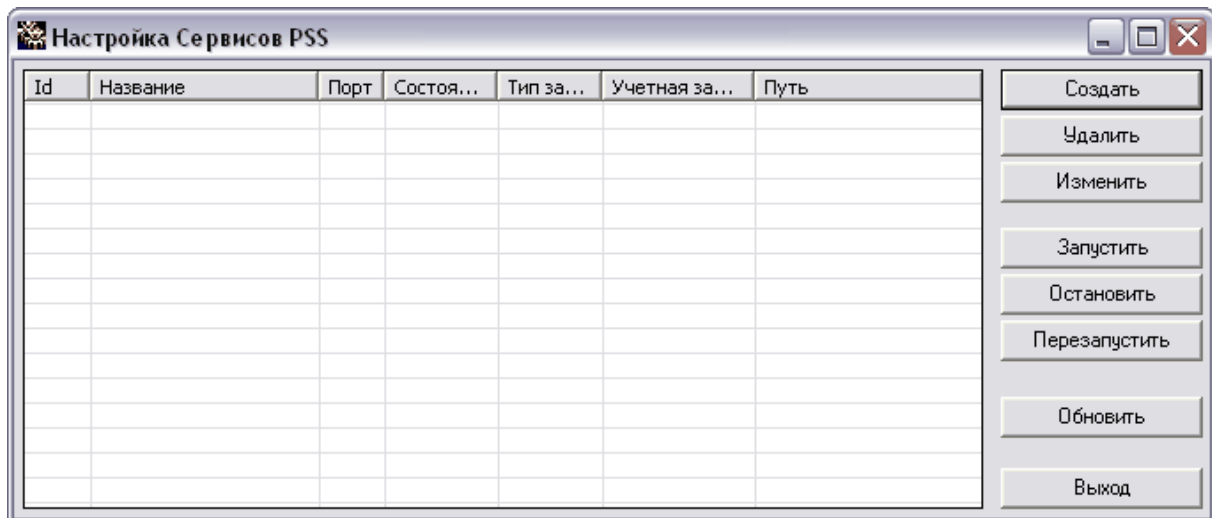 Настройка Сервисов PSS
Id Название Порт Состоя... Тип за... Учетная за... Путь
Создать
Удалить
Изменить
Запустить
Остановить
Перезапустить
Обновить
Выход